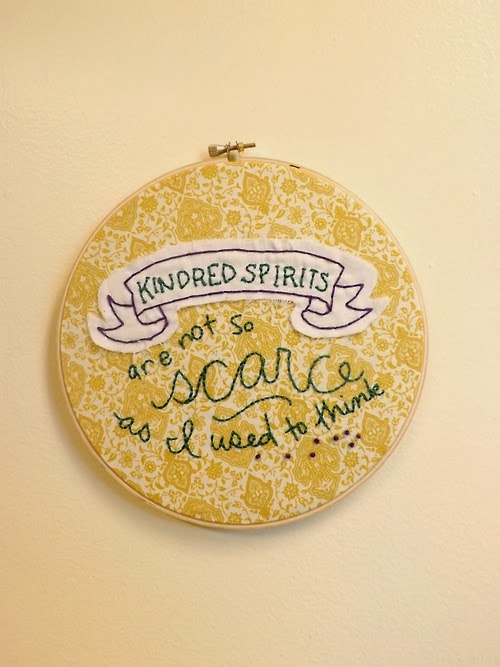 KINDRED SPIRITS
are not so
scarce
as I used to think